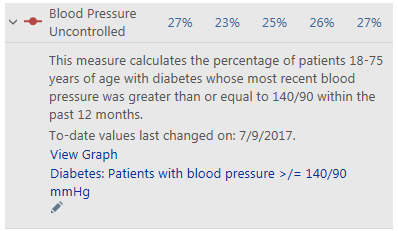 Blood Pressure
Uncontrolled 27% 23% 25% 26% 27%
This measure calculates the percentage of patients 18-75
years of age with diabetes whose most recent blood
pressure was greater than or equal to 140/90 within the
past 12 months.
To-date values last changed on: 7/9/2017.
View Graph
Diabetes: Patients with blood pressure >/= 140/90
mmHg